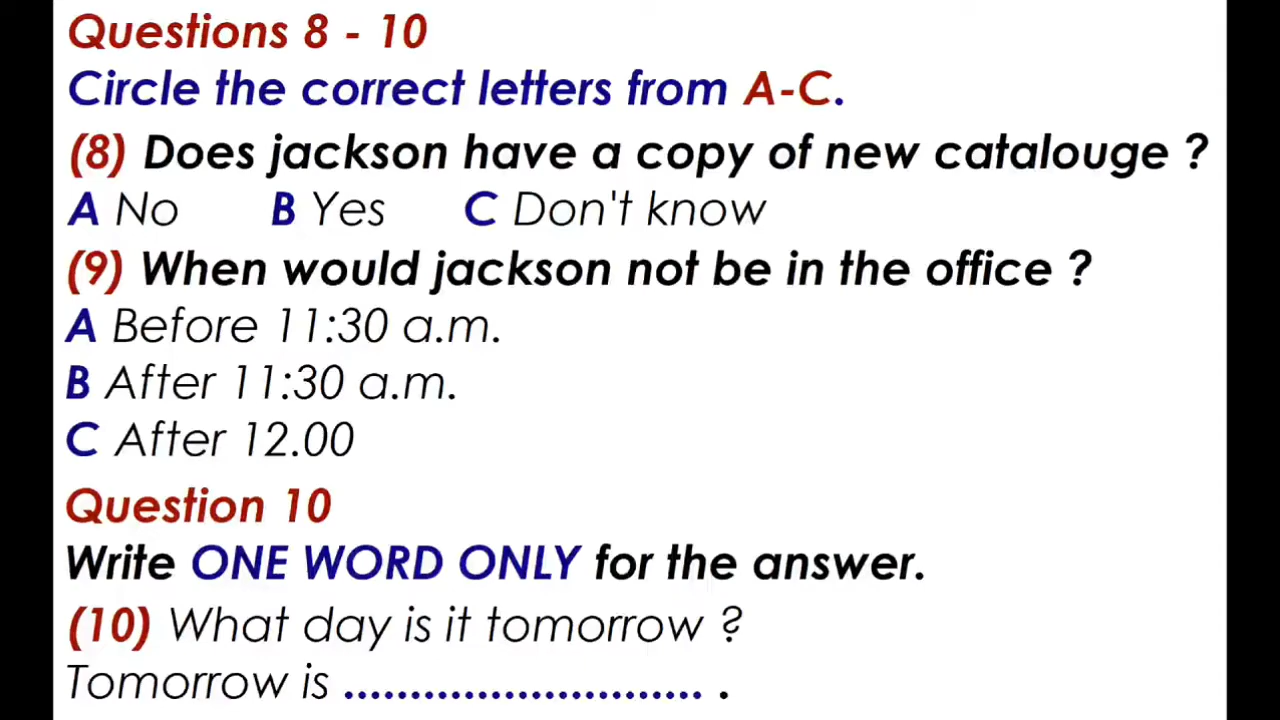 Questions 8 - 10
Circle the correct letters from A-C.
(8) Does jackson have a copy of new catalouge ?
A No B Yes C Don't know
(9) When would jackson not be in the office ?
A Before 11:30 a.m.
B After 11:30 a.m.
C After 12.00
Question 10
Write ONE WORD ONLY for the answer.
(10) What day is it tomorrow ?
Tomorrow is ........................... .